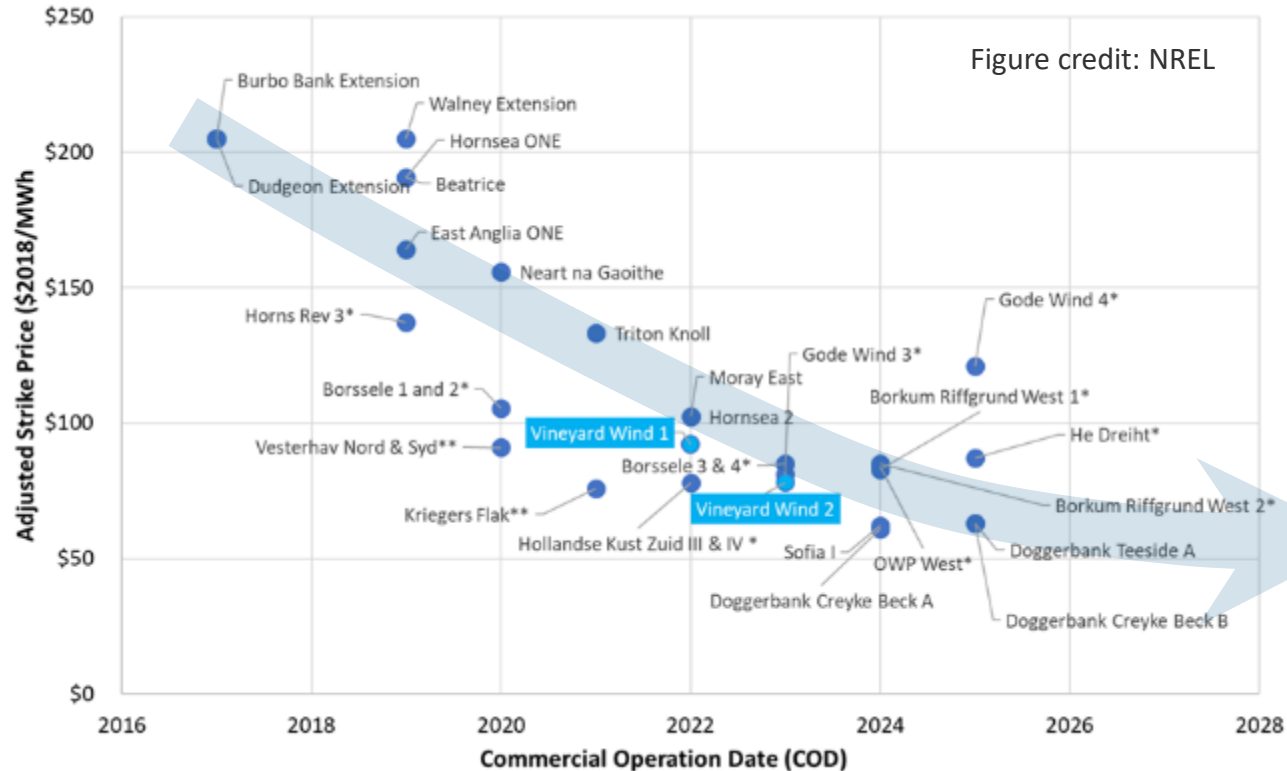 $250
Figure credit: NREL
Burbo Bank Extension
Walney Extension
$200
Hornsea ONE
Dudgeon Extension
Beatrice
East Anglia ONE
Neart na Gaoithe
$150
Horns Rev 3*
Triton Knoll
Gode Wind 4*
Gode Wind 3*
Moray East
Borkum Riffgrund West 1*
Borssele 1 and 2*
Hornsea 2
$100
Vineyard Wind 1
He Dreiht*
Vesterhav Nord & Syd**
Borssele 3 & 4*
Vineyard Wind 2
Borkum Riffgrund West 2*
Kriegers Flak**
Hollandse Kust Zuid III & IV *
Sofia I
OWP West*
Doggerbank Teeside A
$50
Doggerbank Creyke Beck A
Doggerbank Creyke Beck B
$0
2016 2018 2020 2022 2024 2026 2028
Adjusted Strike Price ($2018/MWh
Commercial Operation Date (COD)